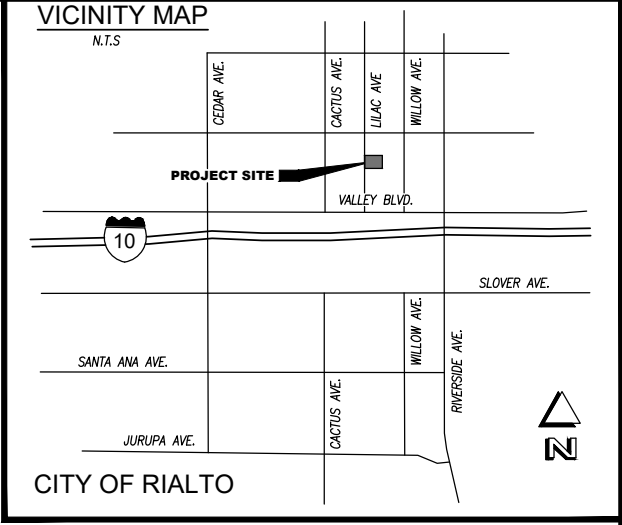 VICINITY MAP
N.T.S
CEDAR AVE.
CACTUS AVE.
LILAC AVE
WILLOW AVE.
PROJECT SITE
VALLEY BLVD.
10
SLOVER AVE.
WILLOW AVE.
RIVERSIDE AVE.
SANTA ANA AVE.
CACTUS AVE.
JURUPA AVE.
N
CITY OF RIALTO